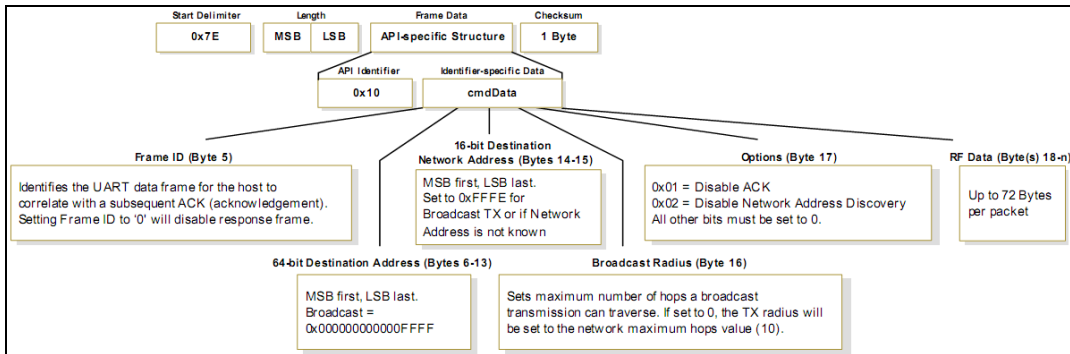 Start Delimiter
Length
Frame Data
Checksum
0x7E
MSB
LSB
API-specific Structure
1 Byte
API Identifier
Identifier-specific Data
0x10
cmdData
Frame ID (Byte 5)
Identifies the UART data frame for the host to
correlate with a subsequent ACK (acknowledgement).
Setting Frame ID to '0' will disable response frame.
16-bit Destination
Network Address (Bytes 14-15)
MSB first, LSB last.
Set to 0xFFFE for
Broadcast TX or if Network
Address is not known
Options (Byte 17)
0x01 = Disable ACK
0x02 = Disable Network Address Discovery
All other bits must be set to 0.
RF Data (Byte(s) 18-n)
Up to 72 Bytes
per packet
64-bit Destination Address (Bytes 6-13)
MSB first, LSB last.
Broadcast =
0x000000000000FFFF
Broadcast Radius (Byte 16)
Sets maximum number of hops a broadcast
transmission can traverse. If set to 0, the TX radius will
be set to the network maximum hops value (10).